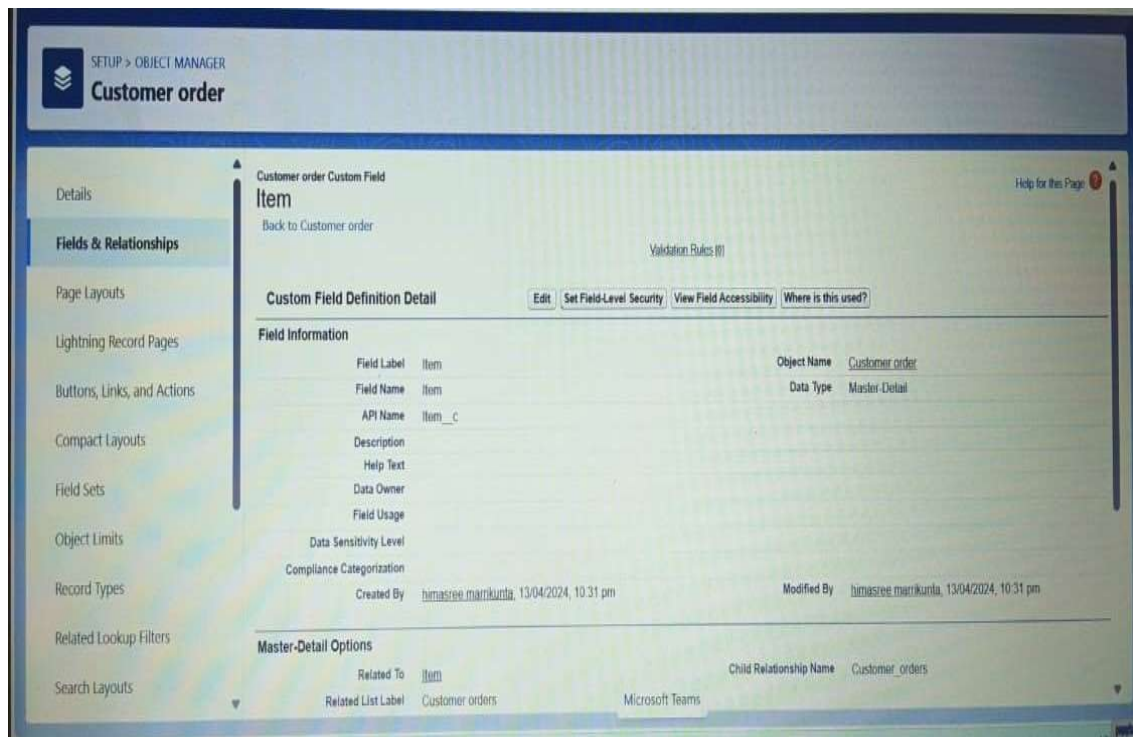 SETUP > OBJECT MANAGER
Customer order
Details
Fields & Relationships
Page Layouts
Lightning Record Pages
Buttons, Links, and Actions
Compact Layouts
Field Sets
Object Limits
Record Types
Related Lookup Filters
Search Layouts
Customer order Custom Field
Help for this Page ?
Item
Back to Customer order
Validation Rules [0]
Custom Field Definition Detail Edit Set Field-Level Security View Field Accessibility Where is this used?
Field Information
Field Label Item Object Name Customer order
Field Name Item Data Type Master-Detail
API Name Item__c
Description
Help Text
Data Owner
Field Usage
Data Sensitivity Level
Compliance Categorization
Created By himasree marrikunta, 13/04/2024, 10:31 pm Modified By himasree marrikunta, 13/04/2024, 10:31 pm
Master-Detail Options
Related To Item Child Relationship Name Customer_orders
Related List Label Customer orders
Microsoft Teams